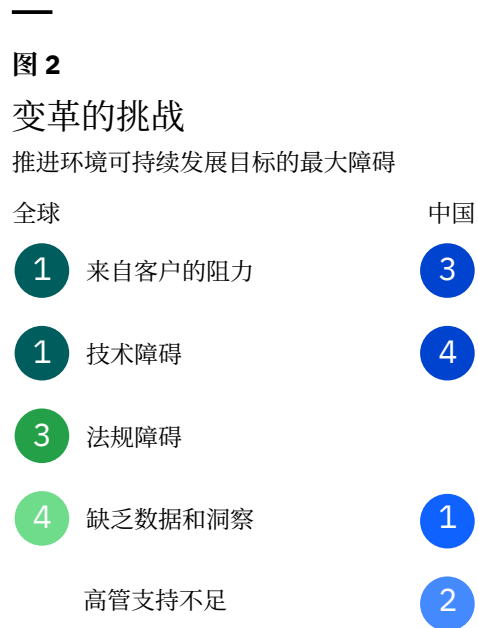 图 2
变革的挑战
推进环境可持续发展目标的最大障碍
全球 中国
1 来自客户的阻力 3
1 技术障碍 4
3 法规障碍
4 缺乏数据和洞察 1
高管支持不足 2